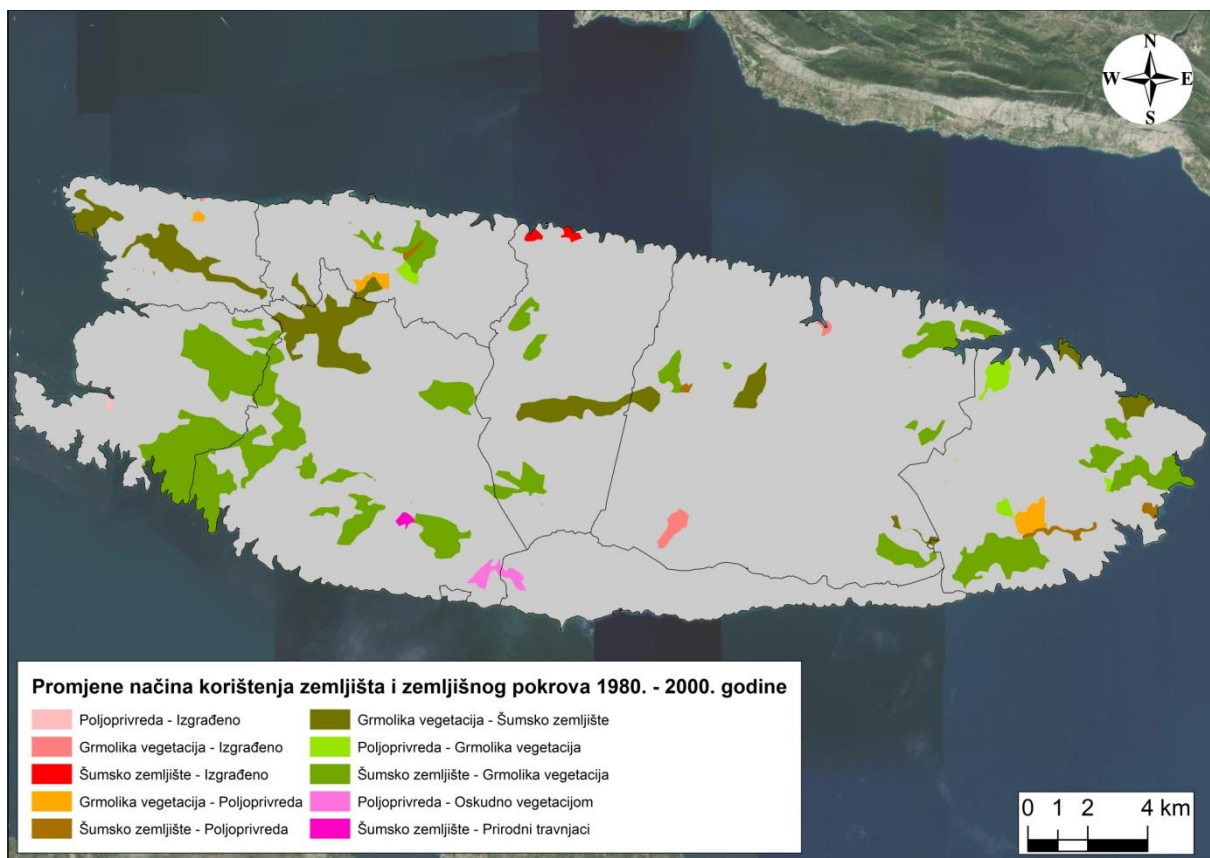 N
W E
S
Promjene načina korištenja zemljišta i zemljišnog pokrova 1980. - 2000. godine
Poljoprivreda - Izgrađeno
Grmolika vegetacija - Izgrađeno
Šumsko zemljište - Izgrađeno
Grmolika vegetacija - Poljoprivreda
Šumsko zemljište - Poljoprivreda
Grmolika vegetacija - Šumsko zemljište
Poljoprivreda - Grmolika vegetacija
Šumsko zemljište - Grmolika vegetacija
Poljoprivreda - Oskudno vegetacijom
Šumsko zemljište - Prirodni travnjaci
0 1 2 4 km